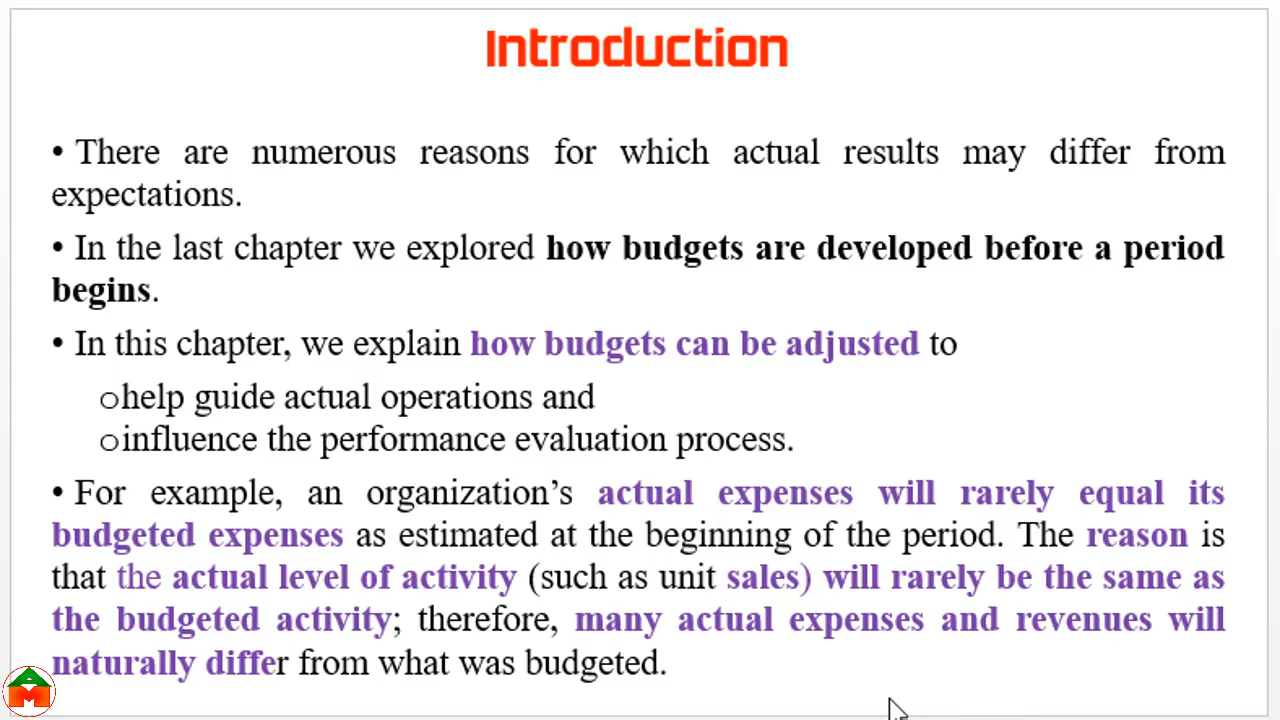 Introduction
• There are numerous reasons for which actual results may differ from
expectations.
• In the last chapter we explored how budgets are developed before a period
begins.
• In this chapter, we explain how budgets can be adjusted to
o help guide actual operations and
o influence the performance evaluation process.
• For example, an organization’s actual expenses will rarely equal its
budgeted expenses as estimated at the beginning of the period. The reason is
that the actual level of activity (such as unit sales) will rarely be the same as
the budgeted activity; therefore, many actual expenses and revenues will
naturally differ from what was budgeted.